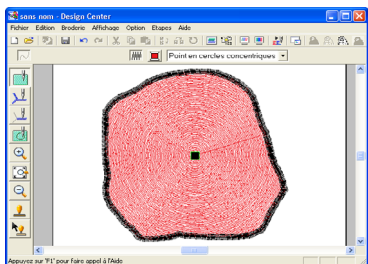 sans nom - Design Center
Fichier Edition Broderie Affichage Option Etapes Aide
Point en cercles concentriques
Appuyez sur 'F1' pour faire appel à l'Aide